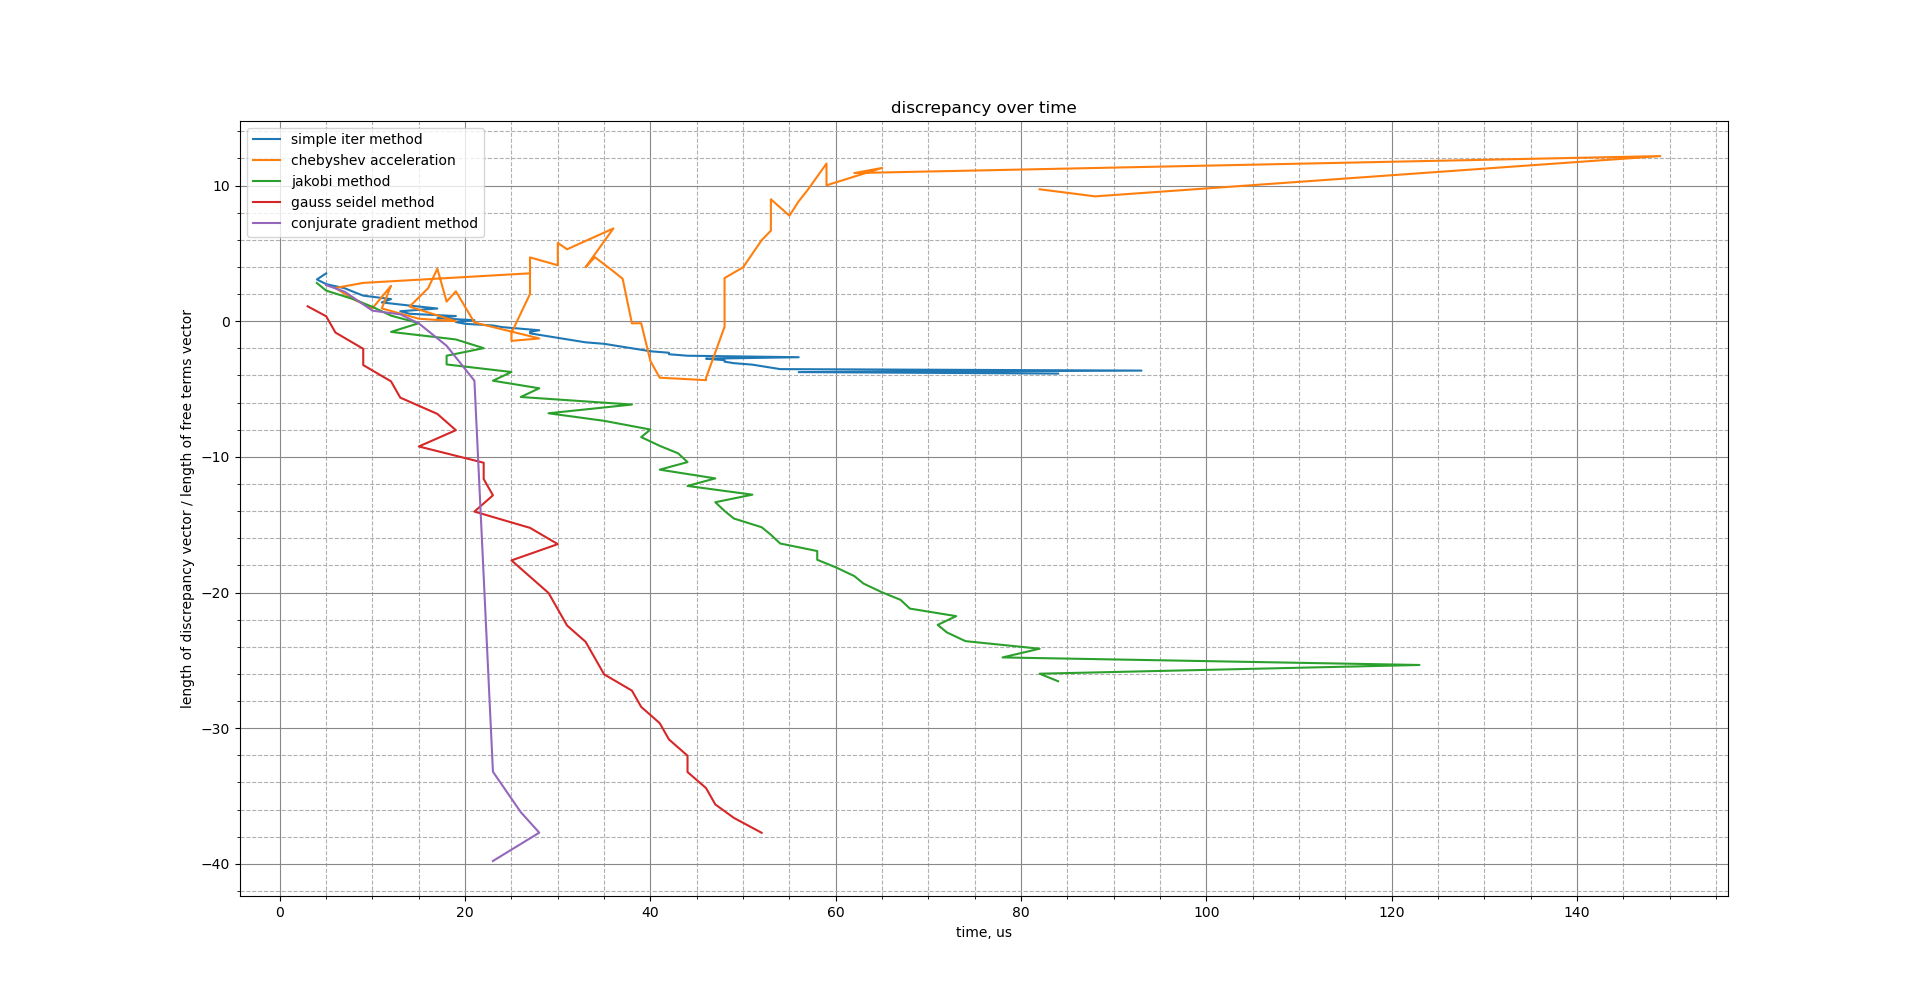 discrepancy over time
simple iter method
chebyshev acceleration
jakobi method
gauss seidel method
conjurate gradient method
length of discrepancy vector / length of free terms vector
10
0
−10
−20
−30
−40
0 20 40 60 80 100 120 140
time, us